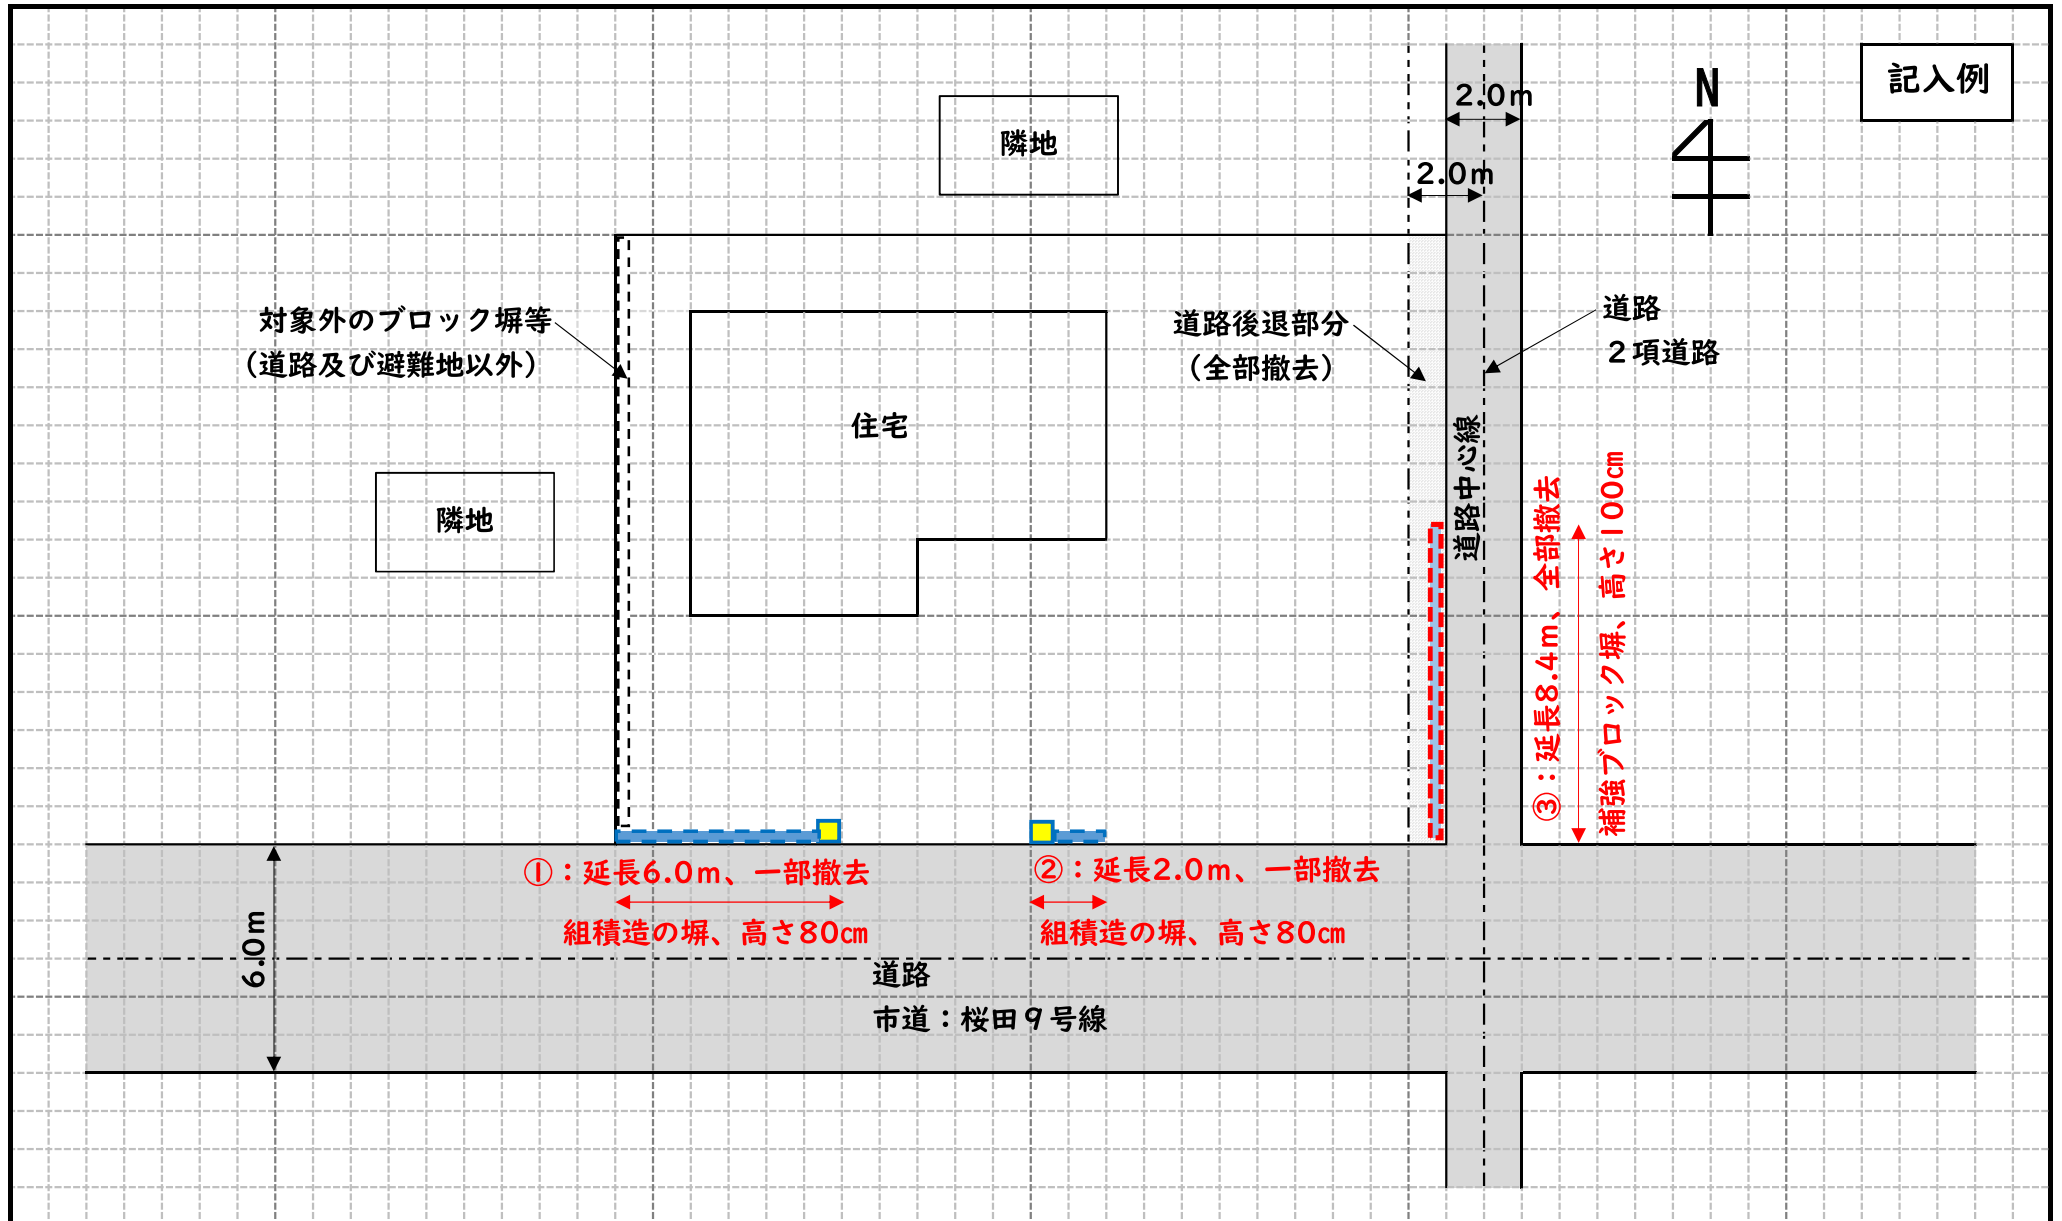 記入例
N
2.0m
2.0m
隣地
対象外のブロック塀等
（道路及び避難地以外）
道路後退部分
（全部撤去）
道路
２項道路
住宅
隣地
道路中心線
③：延長8.4m、全部撤去
補強ブロック塀、高さ100㎝
①：延長6.0m、一部撤去
組積造の塀、高さ80㎝
②：延長2.0m、一部撤去
組積造の塀、高さ80㎝
6.0m
道路
市道：桜田９号線